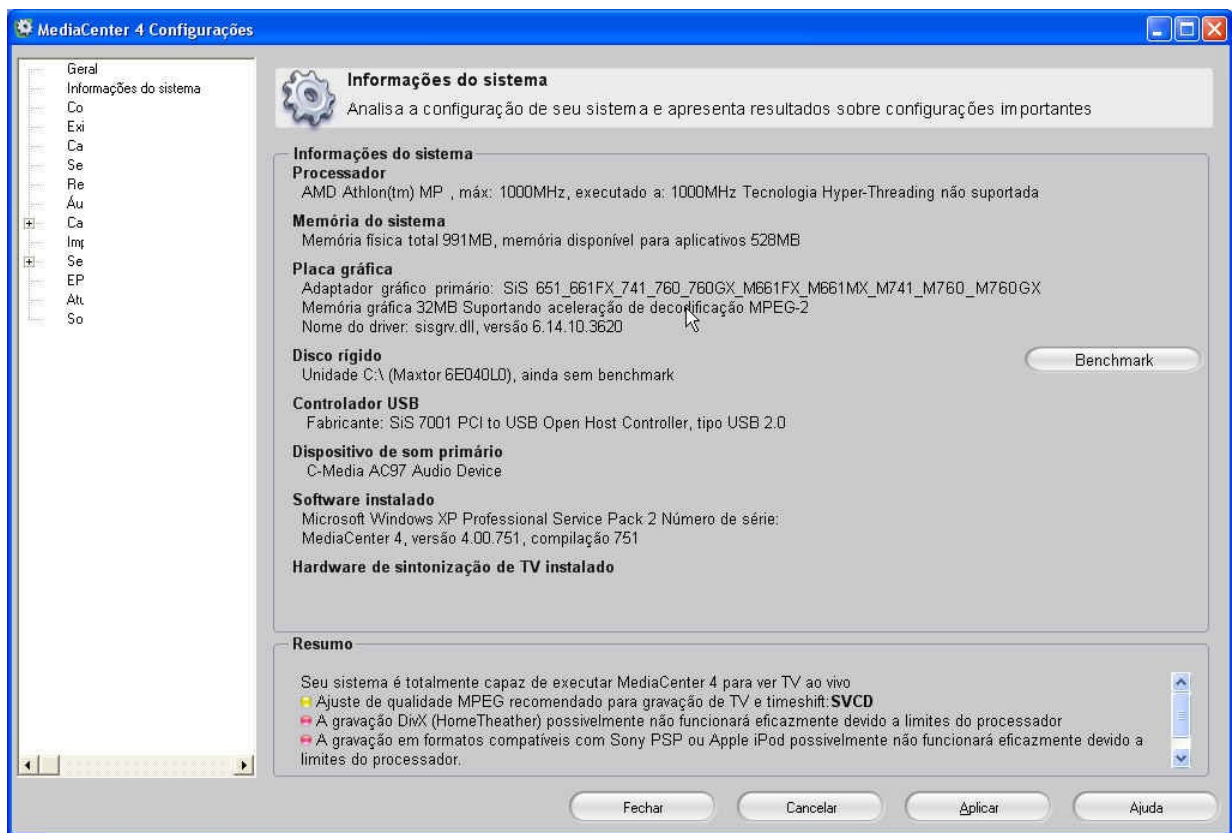 MediaCenter 4 Configurações
Geral
Informações do sistema
Co
Exi
Ca
Se
Re
Áu
Ca
Imp
Se
EP
Atu
So
Informações do sistema
Analisa a configuração de seu sistema e apresenta resultados sobre configurações importantes
Informações do sistema
Processador
AMD Athlon(tm) MP , máx: 1000MHz, executado a: 1000MHz Tecnologia Hyper-Threading não suportada
Memória do sistema
Memória física total 991MB, memória disponível para aplicativos 528MB
Placa gráfica
Adaptador gráfico primário: SiS 651_661FX_741_760_760GX_M661FX_M661MX_M741_M760_M760GX
Memória gráfica 32MB Suportando aceleração de decodificação MPEG-2
Nome do driver: sisgrv.dll, versão 6.14.10.3620
Disco rígido
Unidade C:\ (Maxtor 6E040L0), ainda sem benchmark
Benchmark
Controlador USB
Fabricante: SiS 7001 PCI to USB Open Host Controller, tipo USB 2.0
Dispositivo de som primário
C-Media AC97 Audio Device
Software instalado
Microsoft Windows XP Professional Service Pack 2 Número de série:
MediaCenter 4, versão 4.00.751, compilação 751
Hardware de sintonização de TV instalado
Resumo
Seu sistema é totalmente capaz de executar MediaCenter 4 para ver TV ao vivo
Ajuste de qualidade MPEG recomendado para gravação de TV e timeshift:SVCD
A gravação DivX (HomeTheather) possivelmente não funcionará eficazmente devido a limites do processador
A gravação em formatos compatíveis com Sony PSP ou Apple iPod possivelmente não funcionará eficazmente devido a
limites do processador.
Fechar
Cancelar
Aplicar
Ajuda